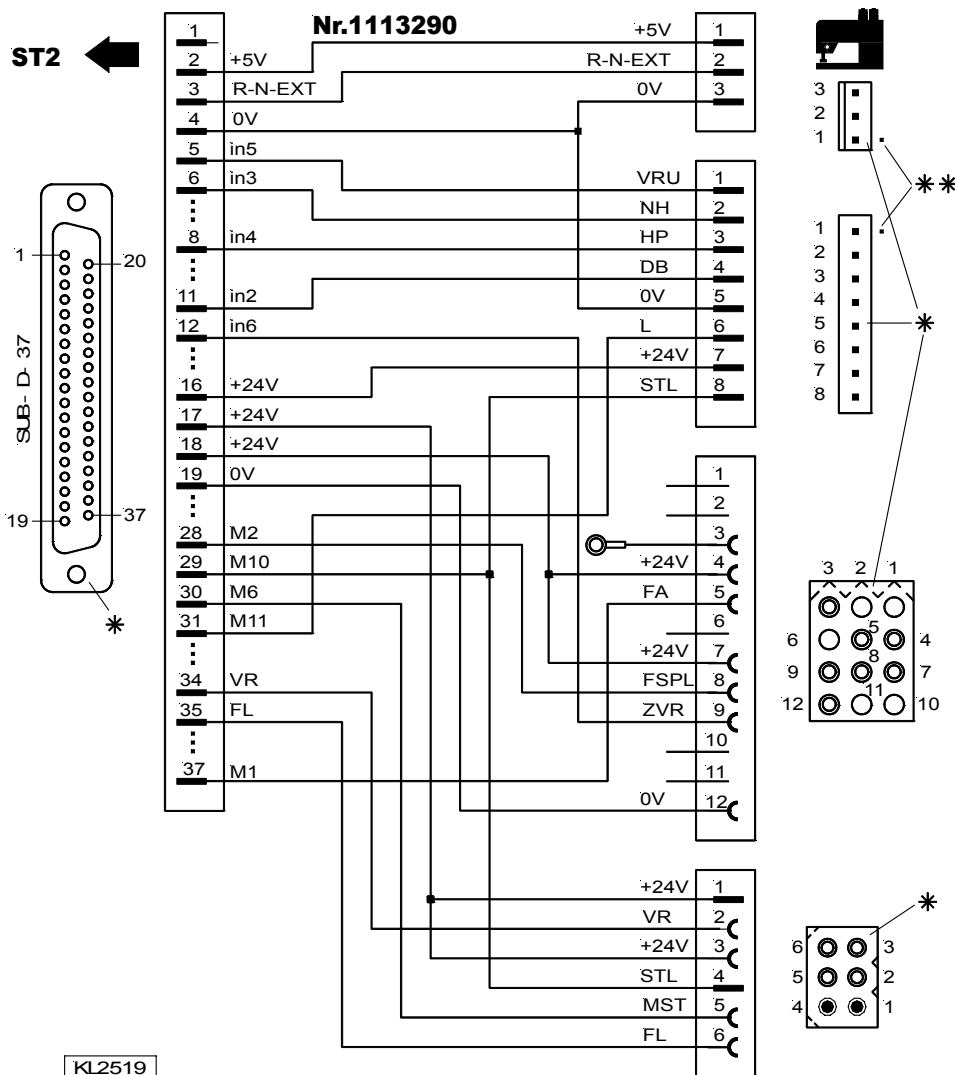 Nr.1113290
ST2
SUB- D- 37
1
20
19
37
1
2 +5V
3 R-N-EXT
4 0V
5 in5
6 in3
8 in4
11 in2
12 in6
16 +24V
17 +24V
18 +24V
19 0V
28 M2
29 M10
30 M6
31 M11
34 VR
35 FL
37 M1
+5V 1
R-N-EXT 2
0V 3
VRU 1
NH 2
HP 3
DB 4
0V 5
L 6
+24V 7
STL 8
1
2
3
+24V 4
FA 5
6
+24V 7
FSPL 8
ZVR 9
10
11
0V 12
+24V 1
VR 2
+24V 3
STL 4
MST 5
FL 6
3
2
1
1
2
3
4
5
6
7
8
3 2 1
6 5 4
9 8 7
12 11 10
6 3
5 2
4 1
KL2519